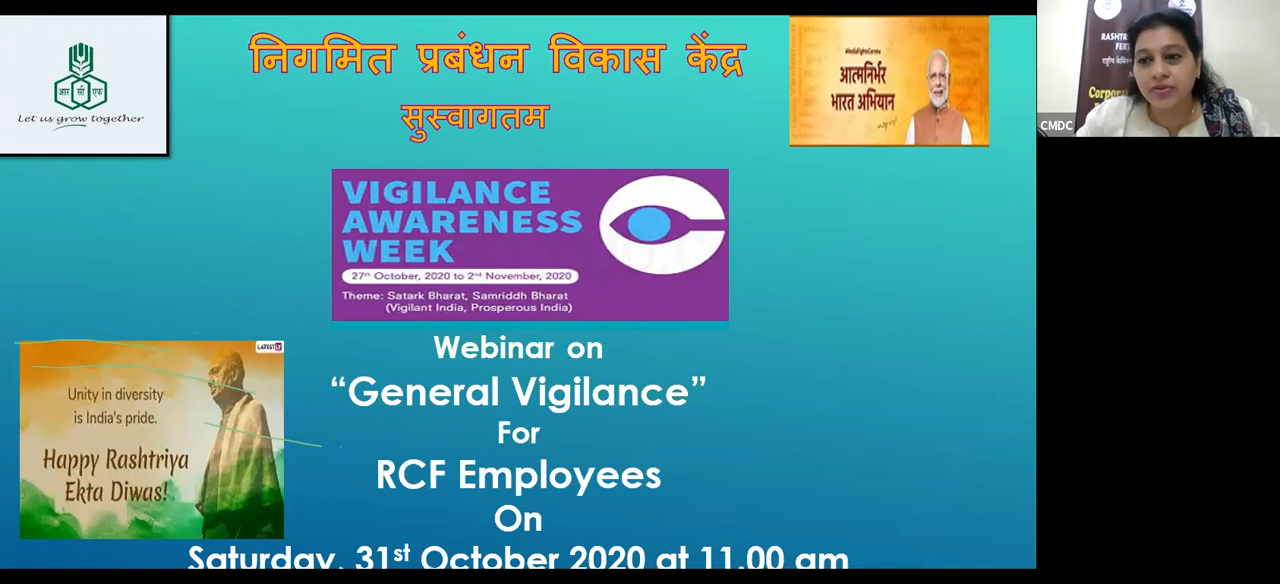 निगमित प्रबंधन विकास केंद्र
सुस्वागतम
आर सी एफ
Let us grow together
#IndiaFightsCorona
आत्मनिर्भर
भारत अभियान
CMDC
VIGILANCE
AWARENESS
WEEK
27th October, 2020 to 2nd November, 2020
Theme: Satark Bharat, Samriddh Bharat
(Vigilant India, Prosperous India)
LATESTLY
Unity in diversity
is India's pride.
Happy Rashtriya
Ekta Diwas!
Webinar on
“General Vigilance”
For
RCF Employees
On
Saturday, 31st October 2020 at 11.00 am